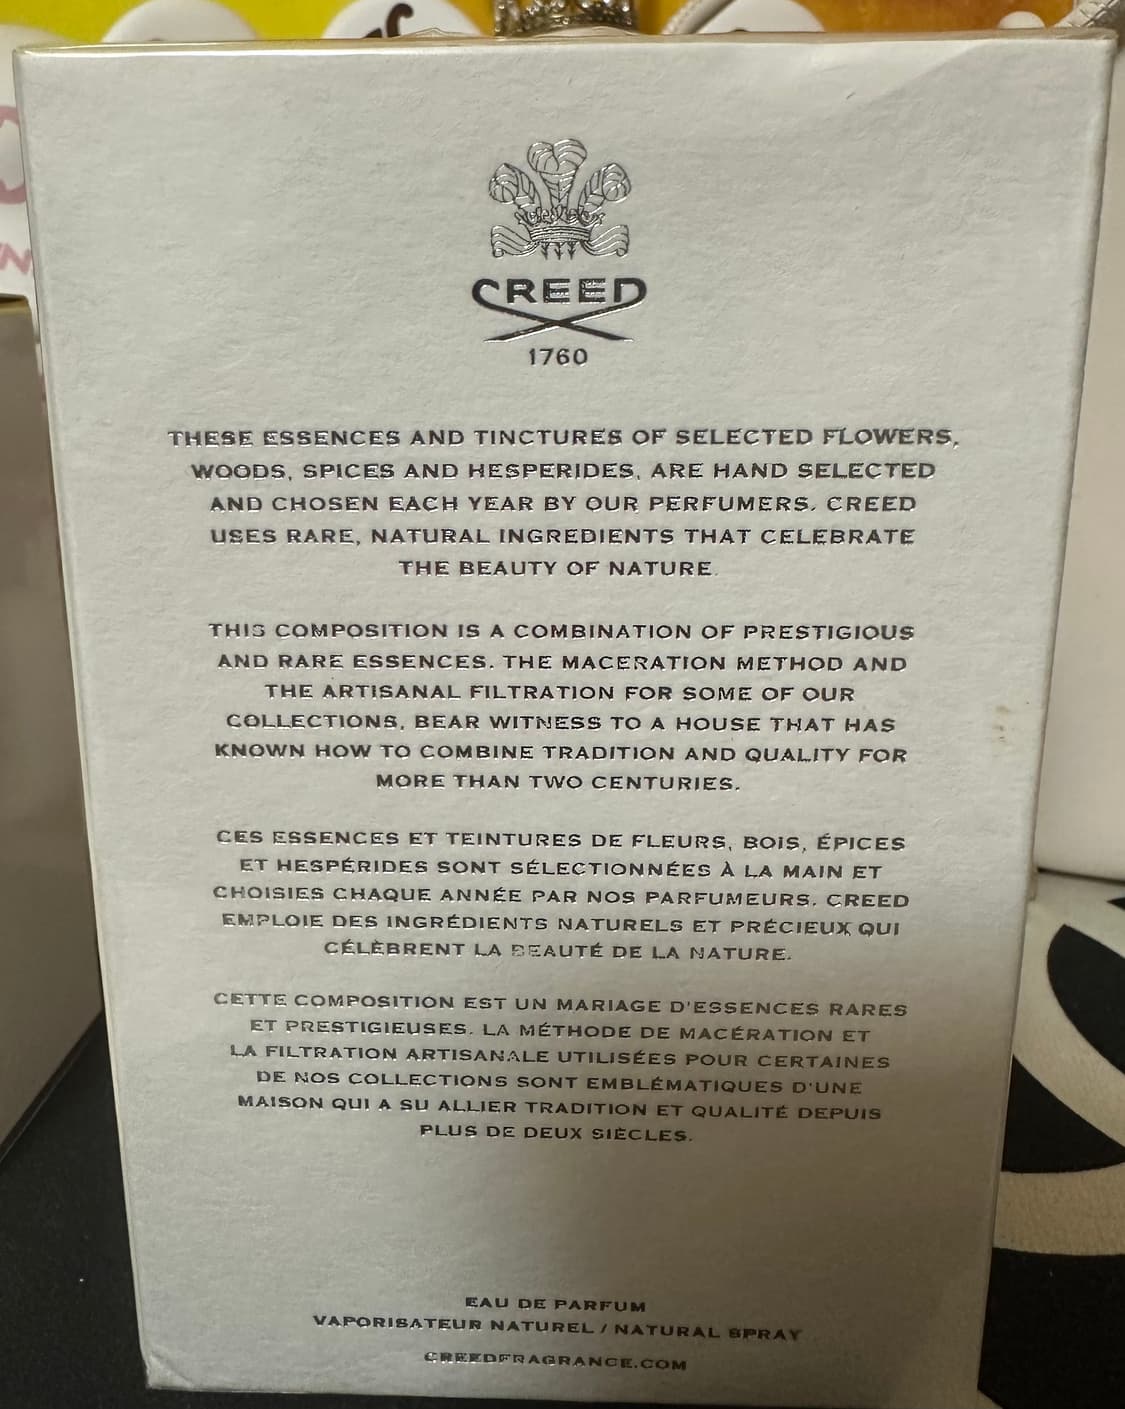 CREED
1760
THESE ESSENCES AND TINCTURES OF SELECTED FLOWERS,
WOODS, SPICES AND HESPERIDES, ARE HAND SELECTED
AND CHOSEN EACH YEAR BY OUR PERFUMERS. CREED
USES RARE, NATURAL INGREDIENTS THAT CELEBRATE
THE BEAUTY OF NATURE.
THIS COMPOSITION IS A COMBINATION OF PRESTIGIOUS
AND RARE ESSENCES. THE MACERATION METHOD AND
THE ARTISANAL FILTRATION FOR SOME OF OUR
COLLECTIONS, BEAR WITNESS TO A HOUSE THAT HAS
KNOWN HOW TO COMBINE TRADITION AND QUALITY FOR
MORE THAN TWO CENTURIES.
CES ESSENCES ET TEINTURES DE FLEURS, BOIS, ÉPICES
ET HESPÉRIDES SONT SÉLECTIONNÉES À LA MAIN ET
CHOISIES CHAQUE ANNÉE PAR NOS PARFUMEURS. CREED
EMPLOIE DES INGRÉDIENTS NATURELS ET PRÉCIEUX QUI
CÉLÈBRENT LA BEAUTÉ DE LA NATURE.
CETTE COMPOSITION EST UN MARIAGE D'ESSENCES RARES
ET PRESTIGIEUSES. LA MÉTHODE DE MACÉRATION ET
LA FILTRATION ARTISANALE UTILISÉES POUR CERTAINES
DE NOS COLLECTIONS SONT EMBLÉMATIQUES D'UNE
MAISON QUI A SU ALLIER TRADITION ET QUALITÉ DEPUIS
PLUS DE DEUX SIÈCLES.
EAU DE PARFUM
VAPORISATEUR NATUREL / NATURAL SPRAY
CREEDFRAGRANCE.COM